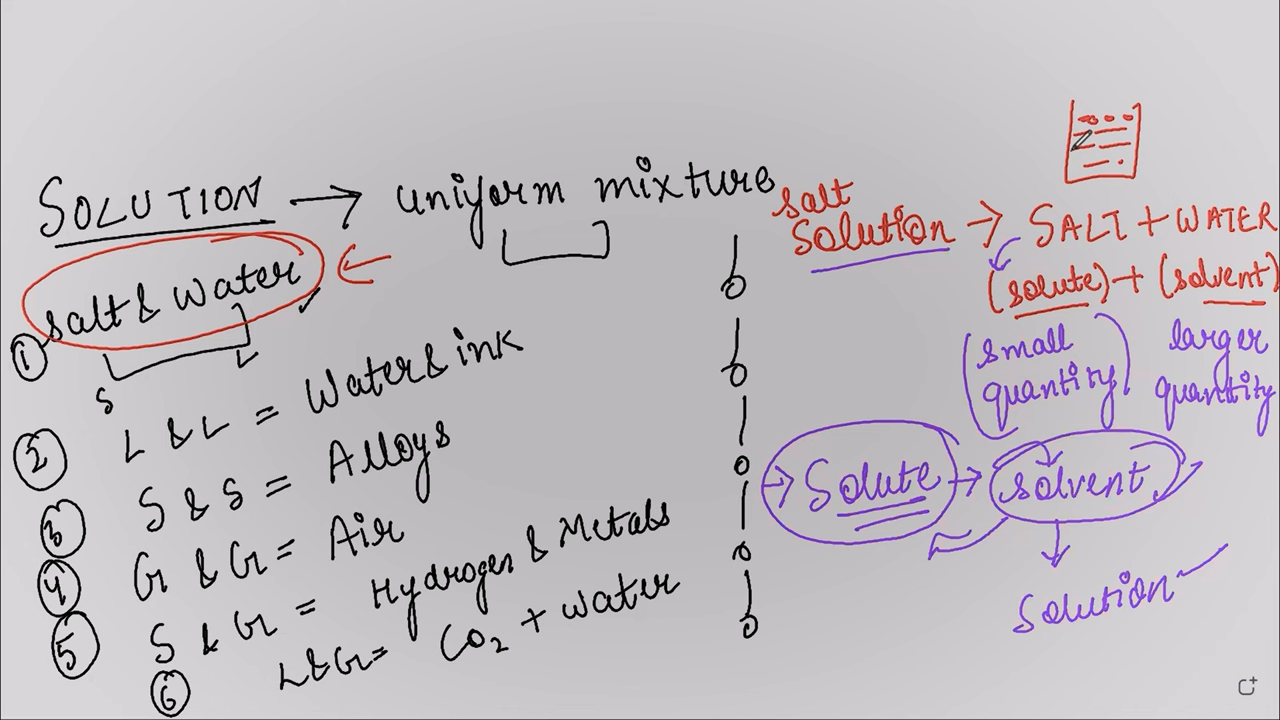 SOLUTION → uniform mixture
① salt & water
S L
② L & L = Water & ink
③ S & S = Alloys
④ G & G = Air
⑤ S & G = Hydrogen & Metals
⑥ L & G = CO2 + water
salt
solution → SALT + WATER
(solute) + (solvent)
(small quantity) larger quantity
→ Solute → solvent
Solution